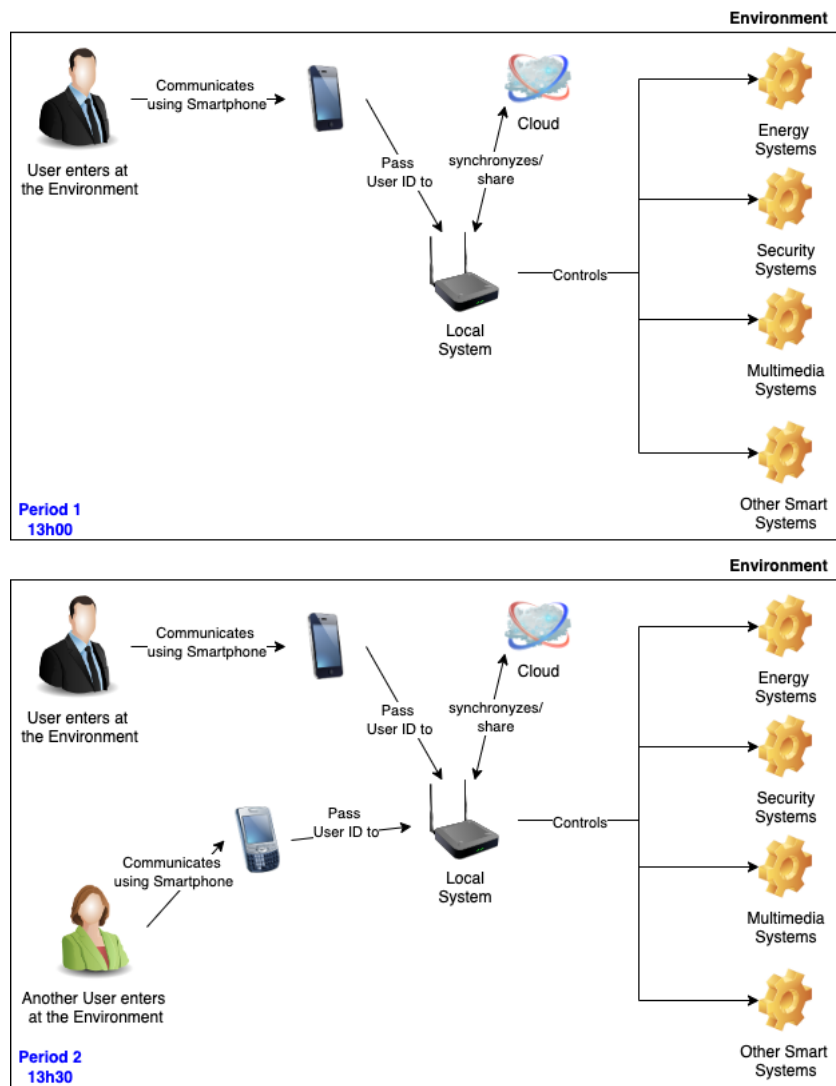 Environment
Communicates
using Smartphone
User enters at
the Environment
Cloud
Pass
User ID to
synchronyzes/
share
Local
System
Controls
Energy
Systems
Security
Systems
Multimedia
Systems
Other Smart
Systems
Period 1
13h00
Environment
Communicates
using Smartphone
User enters at
the Environment
Cloud
Pass
User ID to
synchronyzes/
share
Pass
User ID to
Communicates
using Smartphone
Another User enters
at the Environment
Local
System
Controls
Energy
Systems
Security
Systems
Multimedia
Systems
Other Smart
Systems
Period 2
13h30